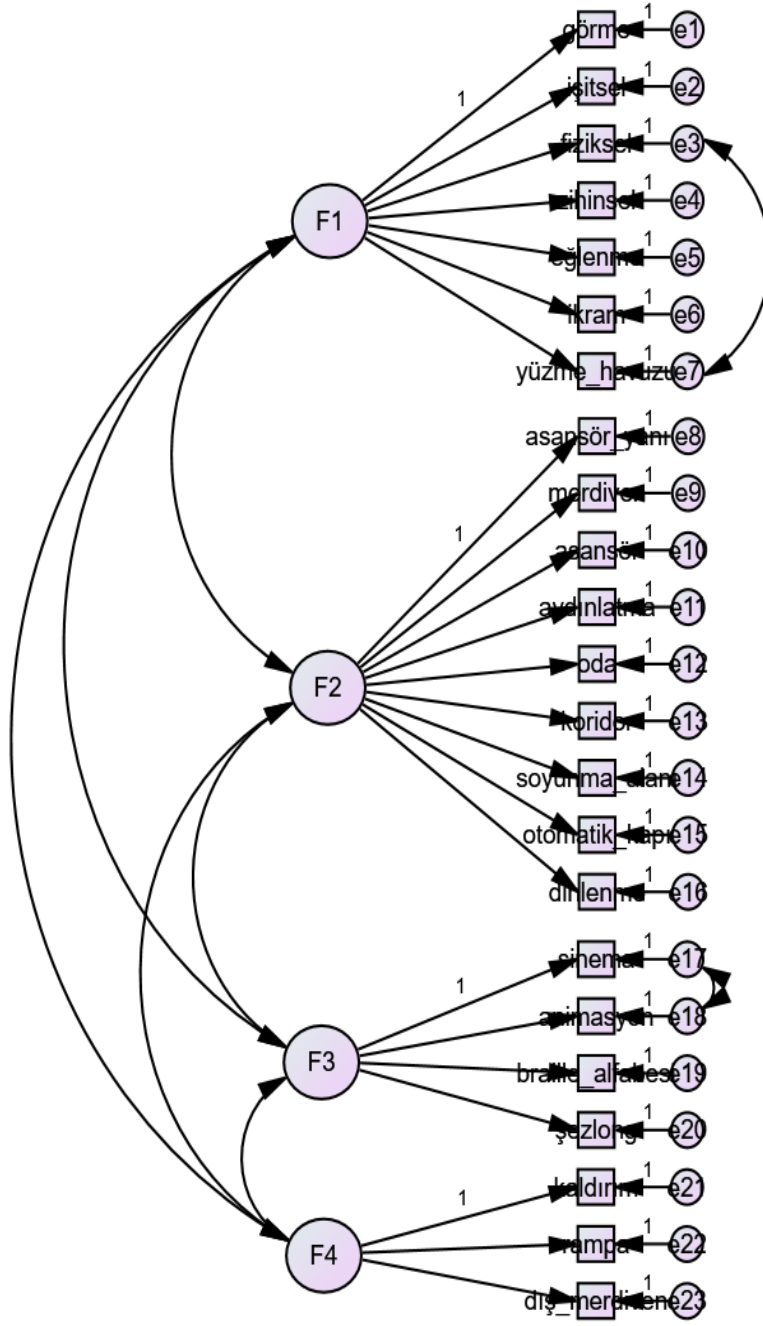 1
görme
1
e1
işitsel
1
e2
fiziksel
1
e3
zihinsel
1
e4
F1
eğlenme
1
e5
ikram
1
e6
yüzme_havuzu
1
e7
asansör_yanı
1
e8
1
merdiven
1
e9
asansör
1
e10
aydınlatma
1
e11
F2
oda
1
e12
koridor
1
e13
soyunma_alanı
1
e14
otomatik_kapı
1
e15
dinlenme
1
e16
1
sinema
1
e17
animasyon
1
e18
F3
braille_alfabesi
1
e19
şezlong
1
e20
1
kaldırım
1
e21
F4
rampa
1
e22
dış_merdiven
1
e23